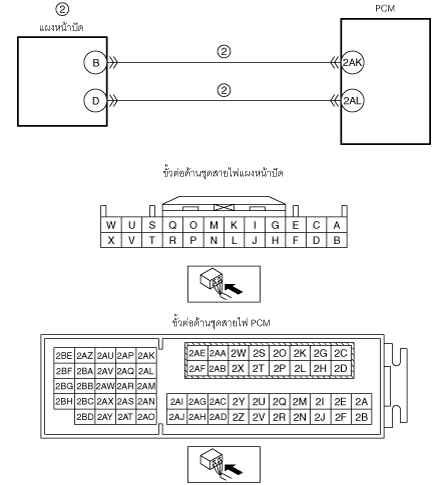 ② PCM
แผงหน้าปัด
B ② 2AK
D ② 2AL
ขั้วต่อด้านชุดสายไฟแผงหน้าปัด
W U S Q O M K I G E C A
X V T R P N L J H F D B
ขั้วต่อด้านชุดสายไฟ PCM
2AE 2AA 2W 2S 2O 2K 2G 2C
2AF 2AB 2X 2T 2P 2L 2H 2D
2BE 2AZ 2AU 2AP 2AK
2BF 2BA 2AV 2AQ 2AL
2BG 2BB 2AW 2AR 2AM
2BH 2BC 2AX 2AS 2AN 2AI 2AG 2AC 2Y 2U 2Q 2M 2I 2E 2A
2BD 2AY 2AT 2AO 2AJ 2AH 2AD 2Z 2V 2R 2N 2J 2F 2B